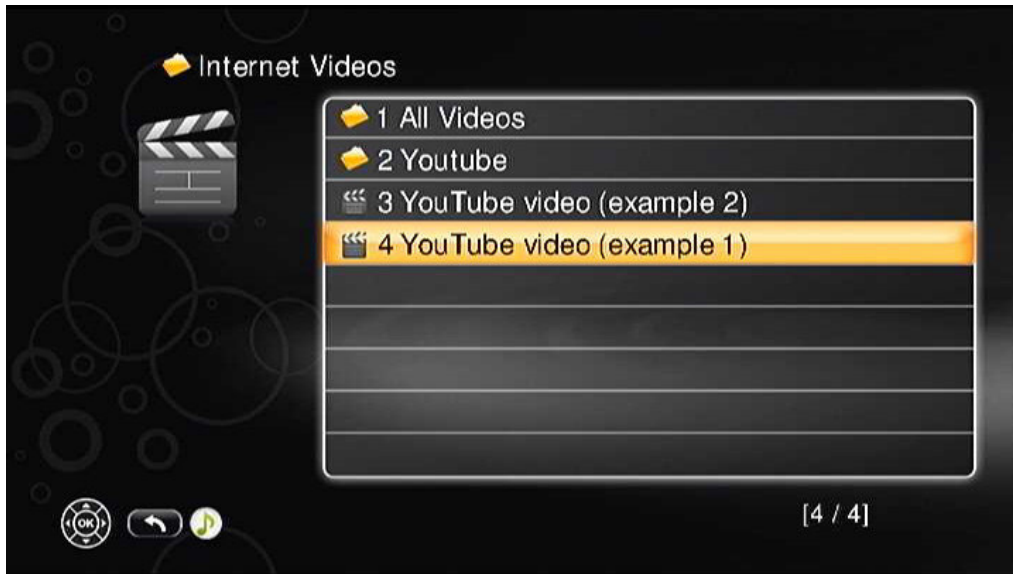 Internet Videos
1 All Videos
2 Youtube
3 YouTube video (example 2)
4 YouTube video (example 1)
OK
[4 / 4]